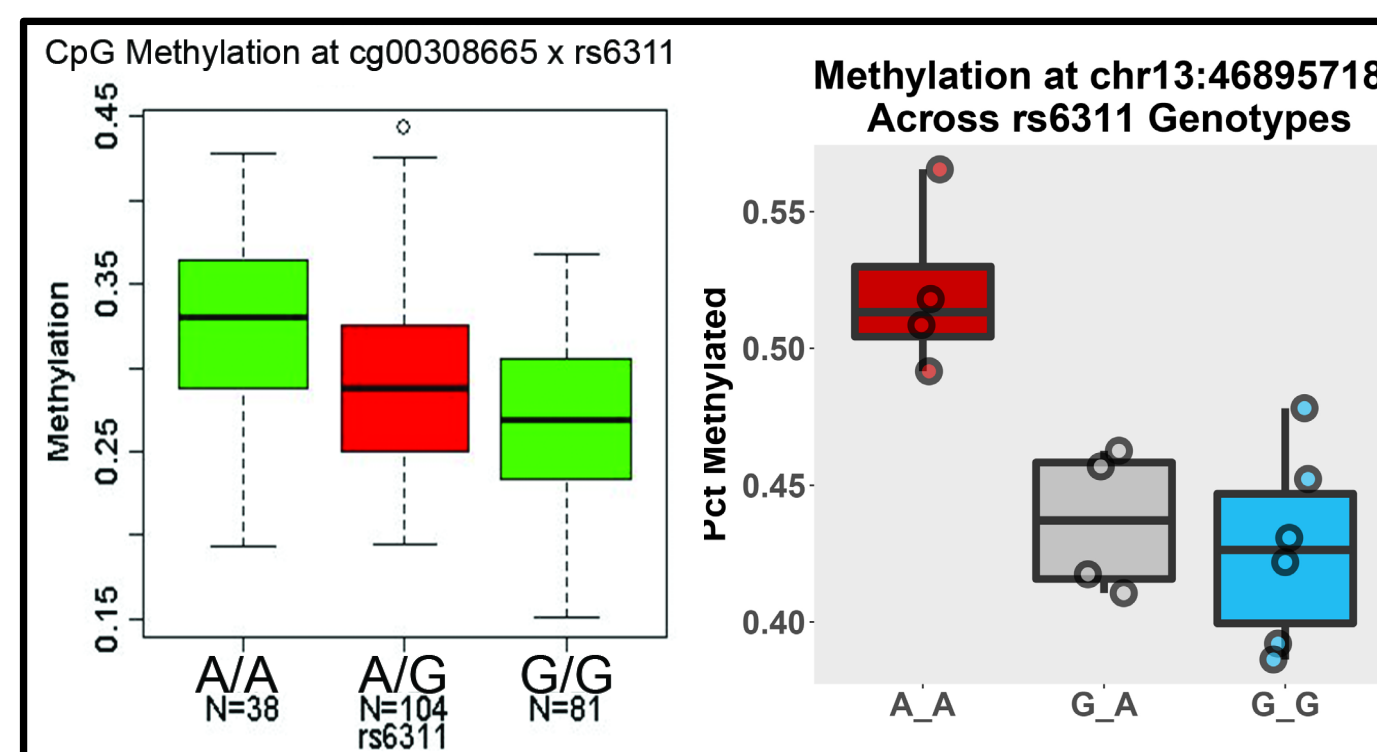 CpG Methylation at cg00308665 x rs6311
Methylation
0.45
0.35
0.25
0.15
A/A
A/G
G/G
N=38
N=104
N=81
rs6311
Methylation at chr13:46895718
Across rs6311 Genotypes
Pct Methylated
0.55
0.50
0.45
0.40
A_A
G_A
G_G